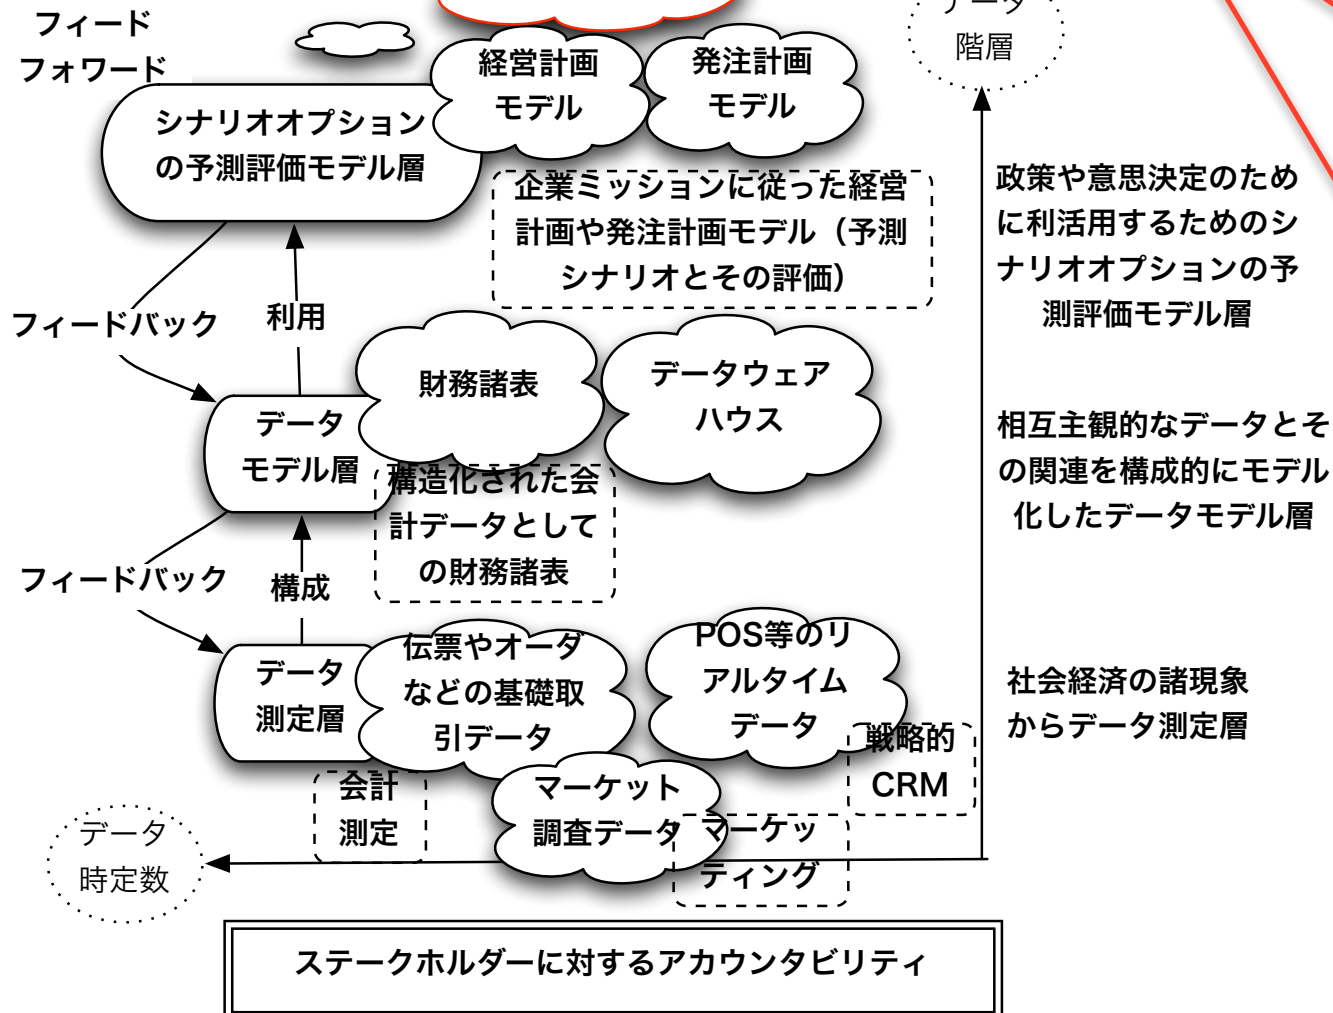 フィード
フォワード
データ
階層
経営計画
モデル
発注計画
モデル
シナリオオプション
の予測評価モデル層
企業ミッションに従った経営
計画や発注計画モデル（予測
シナリオとその評価）
政策や意思決定のため
に利活用するためのシ
ナリオオプションの予
測評価モデル層
フィードバック
利用
財務諸表
データウェア
ハウス
データ
モデル層
構造化された会
計データとして
の財務諸表
相互主観的なデータとそ
の関連を構成的にモデル
化したデータモデル層
フィードバック
構成
データ
測定層
伝票やオーダ
などの基礎取
引データ
POS等のリ
アルタイム
データ
社会経済の諸現象
からデータ測定層
戦略的
CRM
会計
測定
マーケット
調査データ
マーケッ
ティング
データ
時定数
ステークホルダーに対するアカウンタビリティ